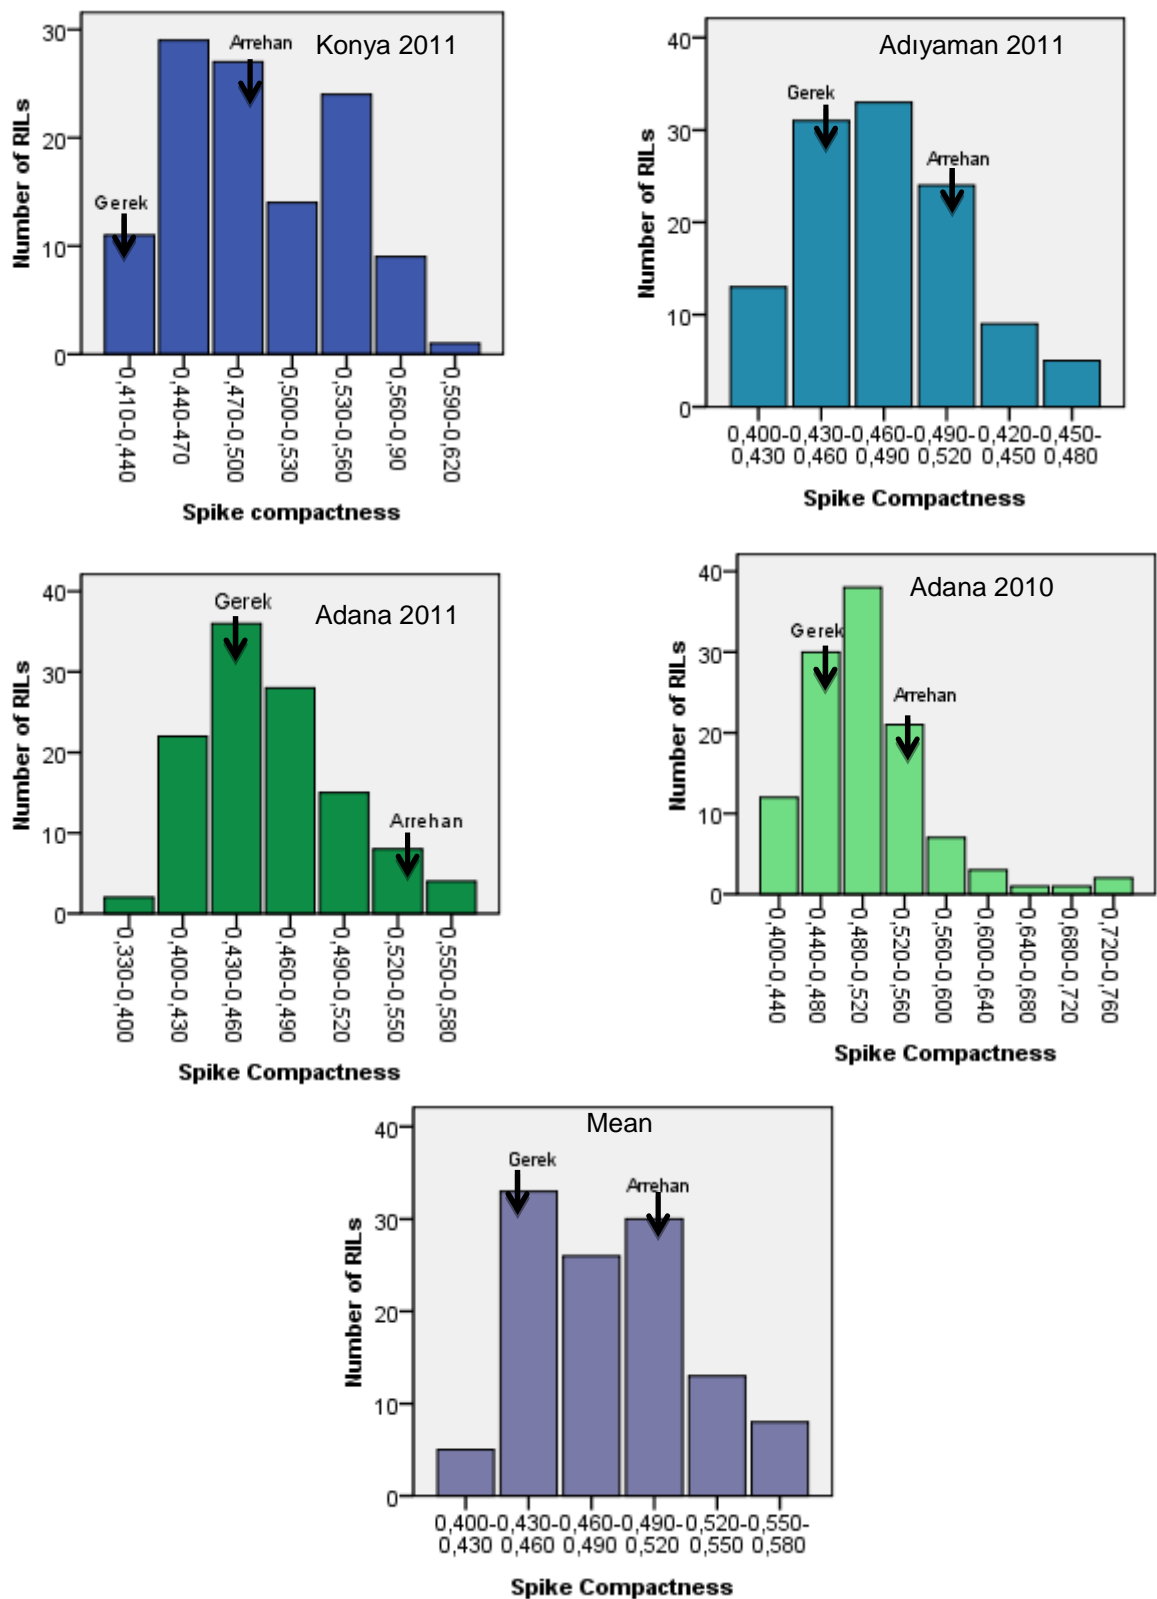 Konya 2011
Number of RILs
30
20
10
0
Gerek
Arrehan
0,410-0,440
0,440-470
0,470-0,500
0,500-0,530
0,530-0,560
0,560-0,90
0,590-0,620
Spike compactness
Adıyaman 2011
Number of RILs
40
30
20
10
0
Gerek
Arrehan
0,400- 0,430- 0,460- 0,490- 0,420- 0,450-
0,430 0,460 0,490 0,520 0,450 0,480
Spike Compactness
Adana 2011
Number of RILs
40
30
20
10
0
Gerek
Arrehan
0,330-0,400
0,400-0,430
0,430-0,460
0,460-0,490
0,490-0,520
0,520-0,550
0,550-0,580
Spike Compactness
Adana 2010
Number of RILs
40
30
20
10
0
Gerek
Arrehan
0,400-0,440
0,440-0,480
0,480-0,520
0,520-0,560
0,560-0,600
0,600-0,640
0,640-0,680
0,680-0,720
0,720-0,760
Spike Compactness
Mean
Number of RILs
40
30
20
10
0
Gerek
Arrehan
0,400- 0,430- 0,460- 0,490- 0,520- 0,550-
0,430 0,460 0,490 0,520 0,550 0,580
Spike Compactness